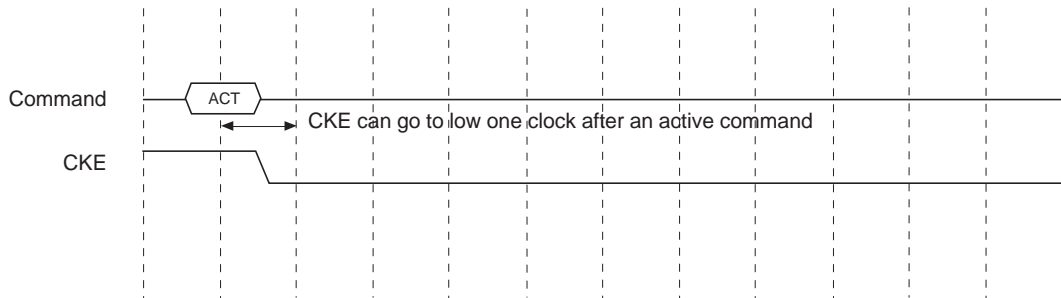 Command
ACT
CKE can go to low one clock after an active command
CKE